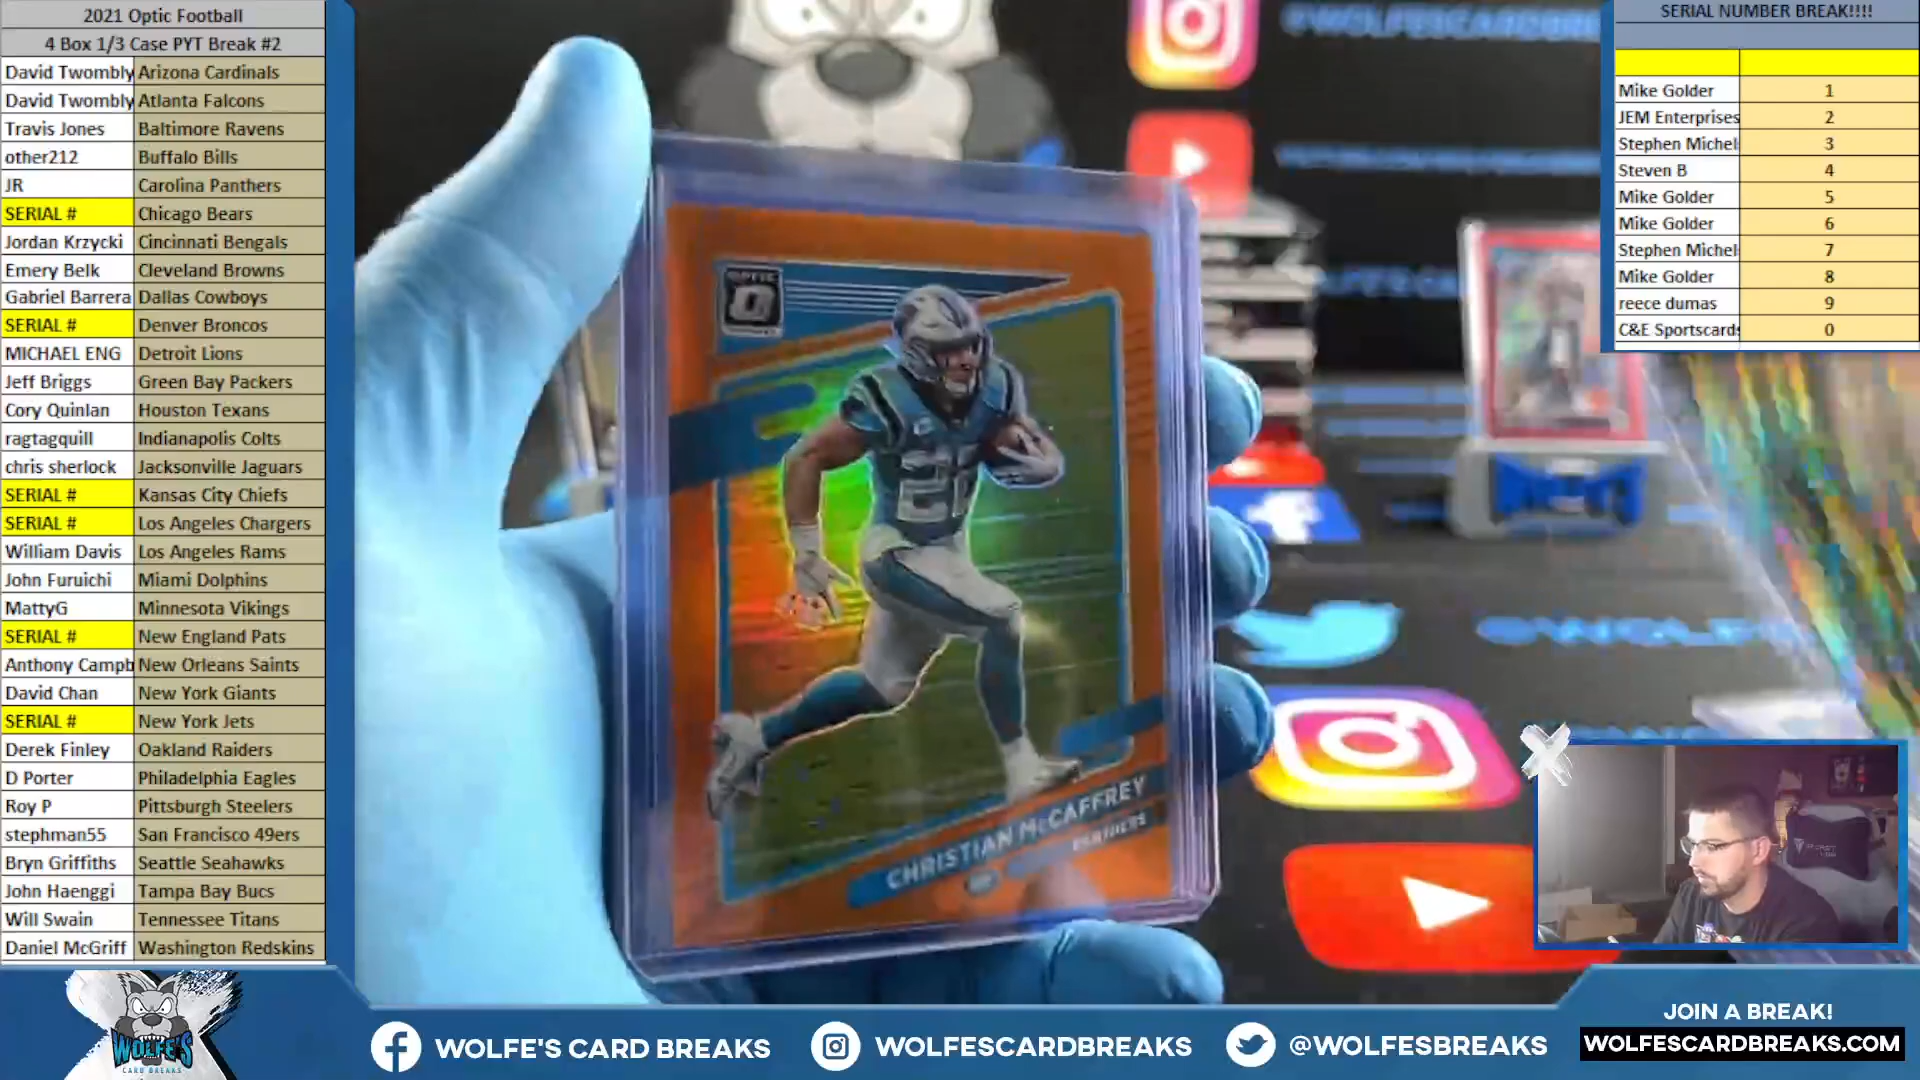 2021 Optic Football
4 Box 1/3 Case PYT Break #2
David Twombly Arizona Cardinals
David Twombly Atlanta Falcons
Travis Jones Baltimore Ravens
other212 Buffalo Bills
JR Carolina Panthers
SERIAL # Chicago Bears
Jordan Krzycki Cincinnati Bengals
Emery Belk Cleveland Browns
Gabriel Barrera Dallas Cowboys
SERIAL # Denver Broncos
MICHAEL ENG Detroit Lions
Jeff Briggs Green Bay Packers
Cory Quinlan Houston Texans
ragtagquill Indianapolis Colts
chris sherlock Jacksonville Jaguars
SERIAL # Kansas City Chiefs
SERIAL # Los Angeles Chargers
William Davis Los Angeles Rams
John Furuichi Miami Dolphins
MattyG Minnesota Vikings
SERIAL # New England Pats
Anthony Campb New Orleans Saints
David Chan New York Giants
SERIAL # New York Jets
Derek Finley Oakland Raiders
D Porter Philadelphia Eagles
Roy P Pittsburgh Steelers
stephman55 San Francisco 49ers
Bryn Griffiths Seattle Seahawks
John Haenggi Tampa Bay Bucs
Will Swain Tennessee Titans
Daniel McGriff Washington Redskins
@WOLFESCARDBRE
OPTIC
CHRISTIAN McCAFFREY
PANTHERS
SERIAL NUMBER BREAK!!!!
Mike Golder 1
JEM Enterprises 2
Stephen Michel 3
Steven B 4
Mike Golder 5
Mike Golder 6
Stephen Michel 7
Mike Golder 8
reece dumas 9
C&E Sportscards 0
WOLFE'S
CARD BREAKS
WOLFE'S CARD BREAKS
WOLFESCARDBREAKS
@WOLFESBREAKS
JOIN A BREAK!
WOLFESCARDBREAKS.COM